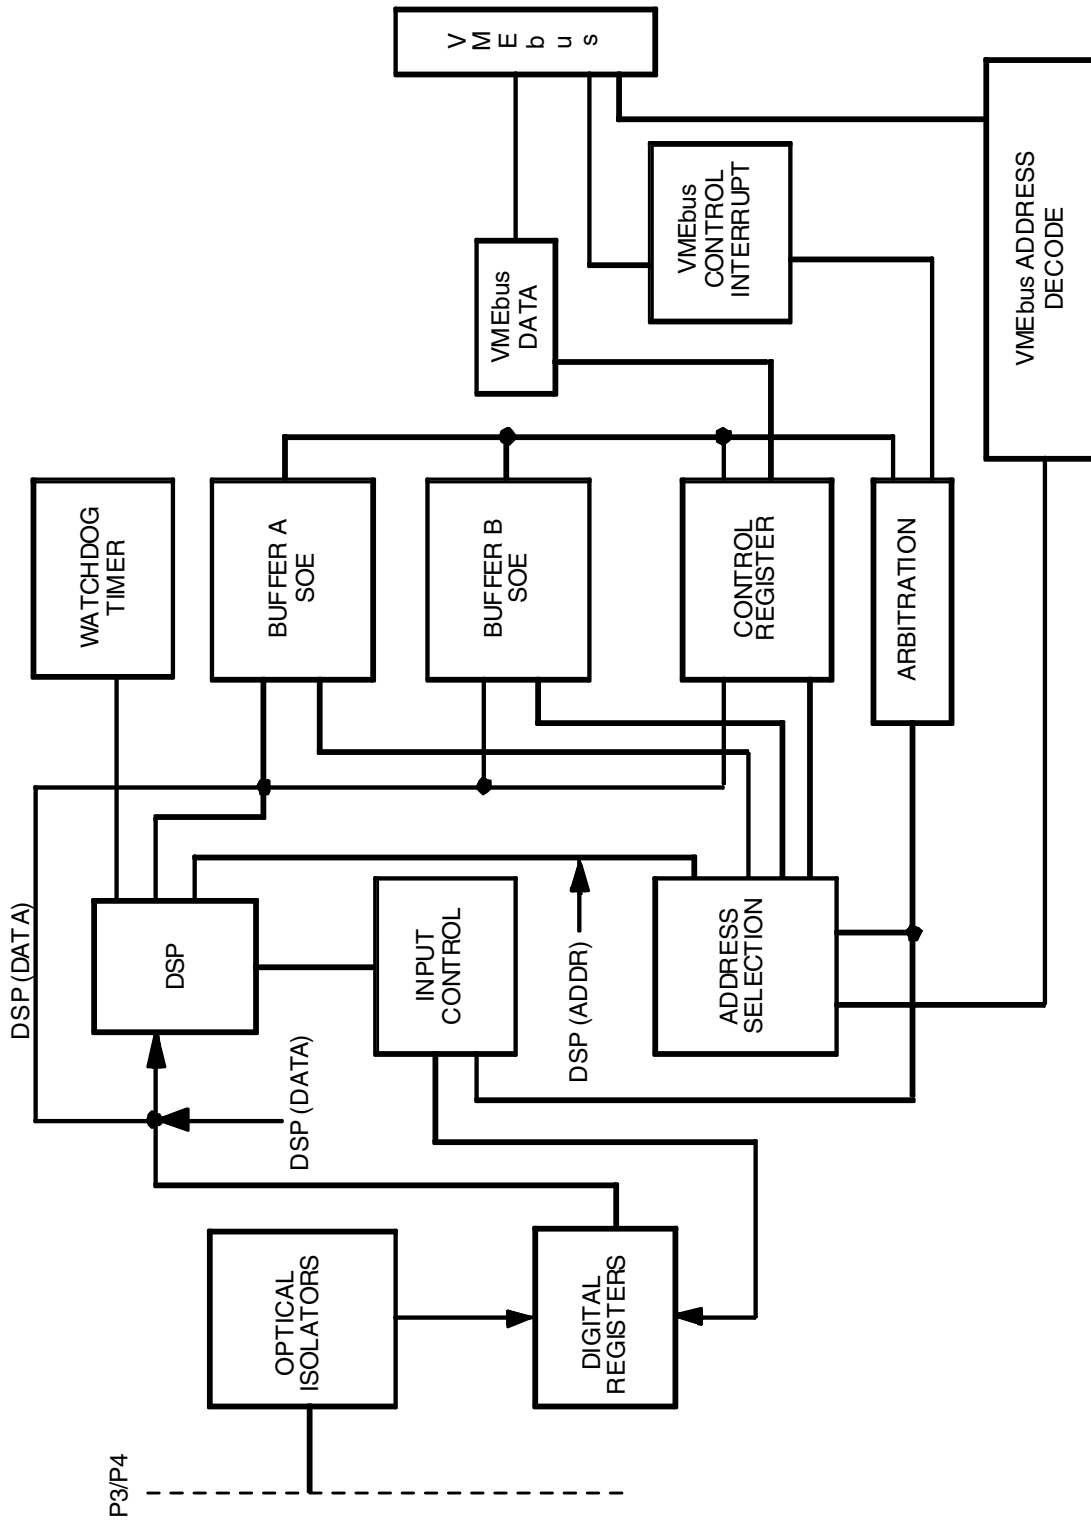 P3/P4
OPTICAL
ISOLATORS
DIGITAL
REGISTERS
DSP (DATA)
DSP (DATA)
DSP
INPUT
CONTROL
DSP (ADDR)
ADDRESS
SELECTION
WATCHDOG
TIMER
BUFFER A
SOE
BUFFER B
SOE
CONTROL
REGISTER
ARBITRATION
VMEbus
DATA
VMEbus
CONTROL
INTERRUPT
VMEbus ADDRESS
DECODE
V
M
E
b
u
s